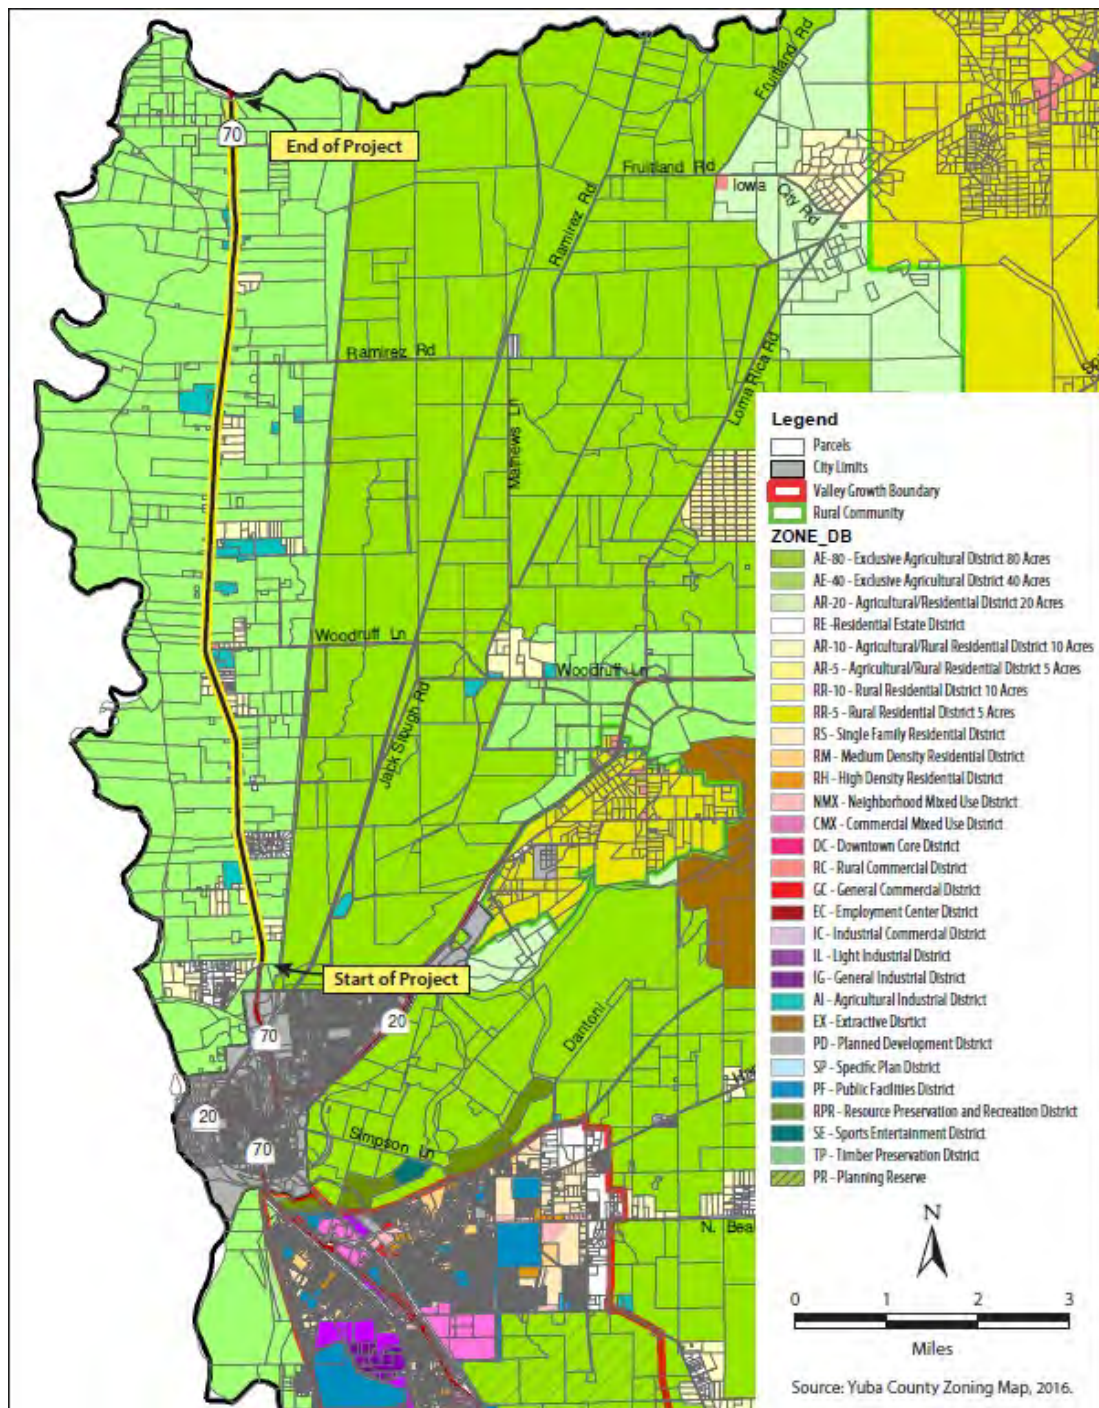 Fruitland Rd
70
End of Project
Fruitland Rd
Iowa
City Rd
Ramirez Rd
Ramirez Rd
Loma Rica Rd
Mathews Ln
Legend
Parcels
City Limits
Valley Growth Boundary
Rural Community
ZONE_DB
AE-80 - Exclusive Agricultural District 80 Acres
AE-40 - Exclusive Agricultural District 40 Acres
AR-20 - Agricultural/Residential District 20 Acres
RE -Residential Estate District
AR-10 - Agricultural/Rural Residential District 10 Acres
AR-5 - Agricultural/Rural Residential District 5 Acres
RR-10 - Rural Residential District 10 Acres
RR-5 - Rural Residential District 5 Acres
RS - Single Family Residential District
RM - Medium Density Residential District
RH - High Density Residential District
NMX - Neighborhood Mixed Use District
CMX - Commercial Mixed Use District
DC - Downtown Core District
RC - Rural Commercial District
GC - General Commercial District
EC - Employment Center District
IC - Industrial Commercial District
IL - Light Industrial District
IG - General Industrial District
AI - Agricultural Industrial District
EX - Extractive Disrtict
PD - Planned Development District
SP - Specific Plan District
PF - Public Facilities District
RPR - Resource Preservation and Recreation District
SE - Sports Entertainment District
TP - Timber Preservation District
PR - Planning Reserve
Woodruff Ln
Woodruff Ln
Jack Slough Rd
Start of Project
20
70
Dantoni
20
Simpson Ln
70
N. Bea
N
0 1 2 3
Miles
Source: Yuba County Zoning Map, 2016.